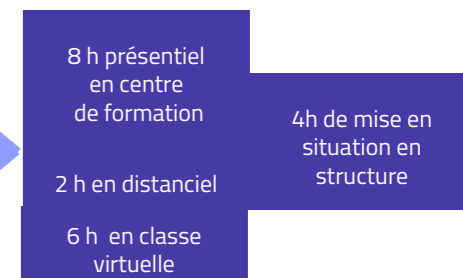 8 h présentiel
en centre
de formation
2 h en distanciel
6 h en classe
virtuelle
4h de mise en
situation en
structure